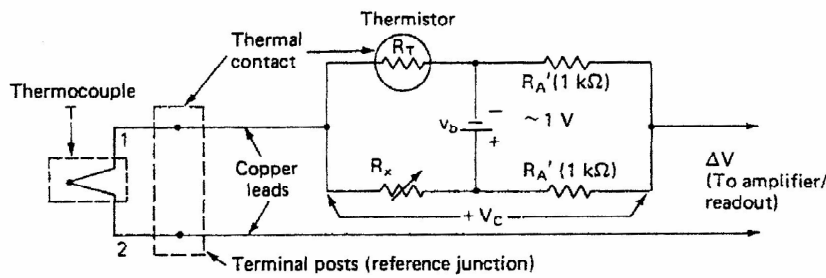 Thermistor
Thermal
contact
R_T
Thermocouple
R_A' (1 kΩ)
1
v_b
−
~ 1 V
+
Copper
leads
R_x
R_A' (1 kΩ)
ΔV
(To amplifier/
readout)
+ V_C
2
Terminal posts (reference junction)